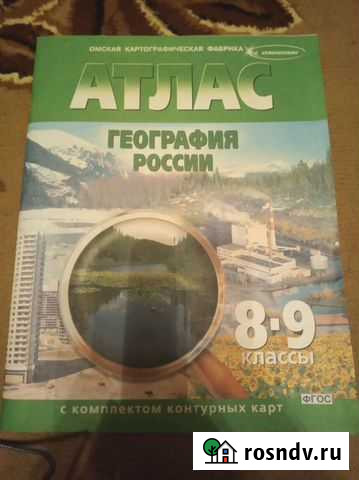 ОМСКАЯ КАРТОГРАФИЧЕСКАЯ ФАБРИКА
АТЛАС
ГЕОГРАФИЯ
РОССИИ
8-9
КЛАССЫ
С КОМПЛЕКТОМ КОНТУРНЫХ КАРТ
ФГОС
rosndv.ru